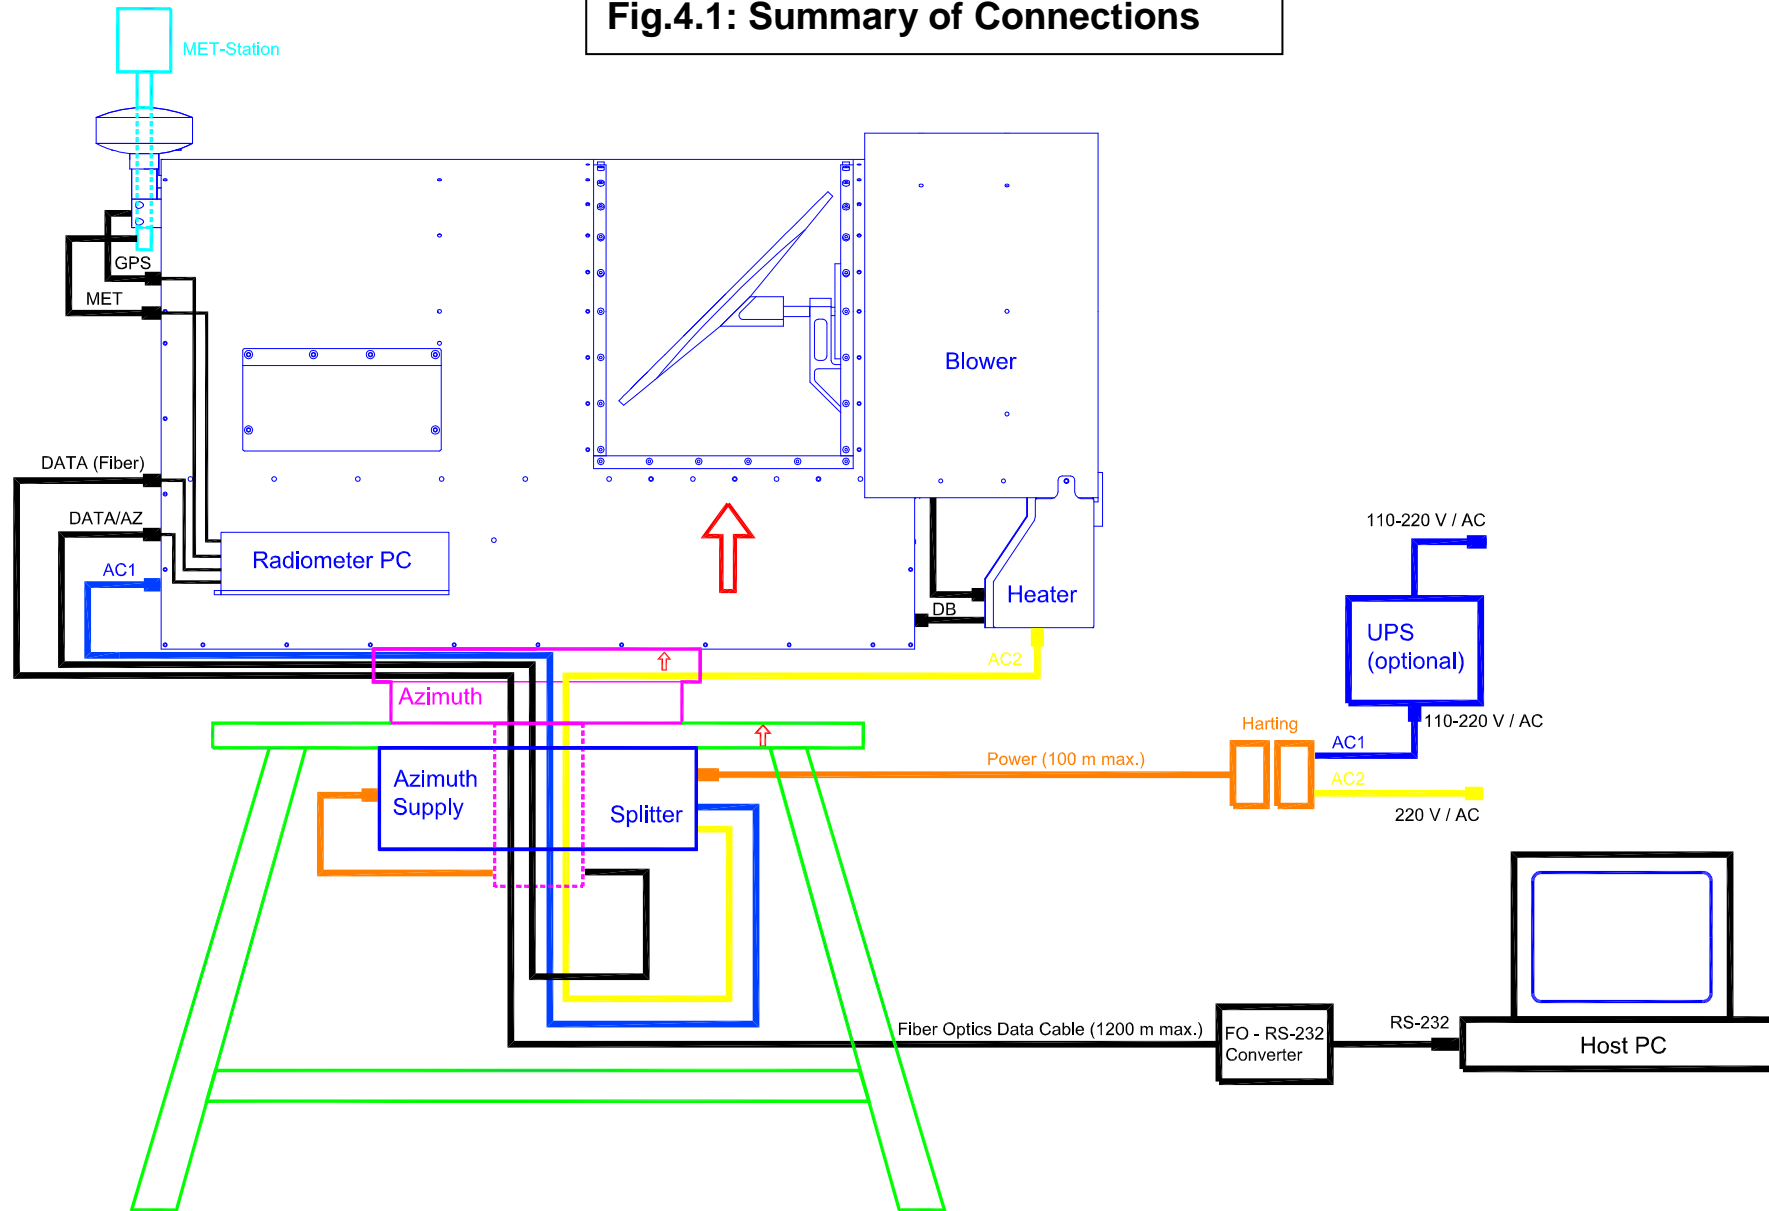 Fig.4.1: Summary of Connections
MET-Station
GPS
MET
Blower
DATA (Fiber)
DATA/AZ
AC1
Radiometer PC
DB
Heater
AC2
110-220 V / AC
UPS
(optional)
110-220 V / AC
Azimuth
Harting
AC1
AC2
220 V / AC
Power (100 m max.)
Azimuth
Supply
Splitter
Fiber Optics Data Cable (1200 m max.)
FO - RS-232
Converter
RS-232
Host PC